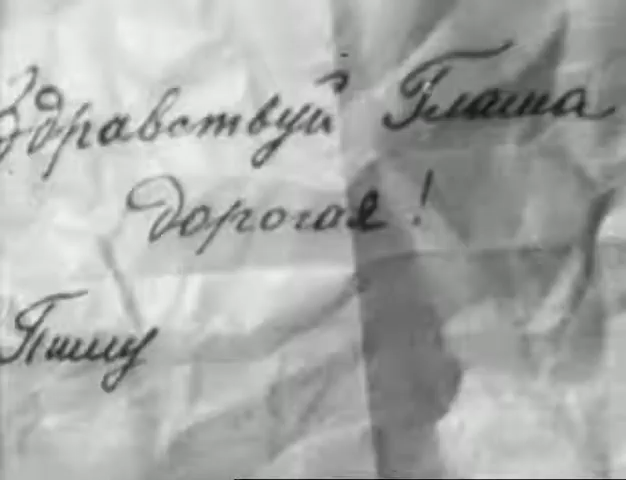 Здравствуй Глаша
дорогая!
Пишу